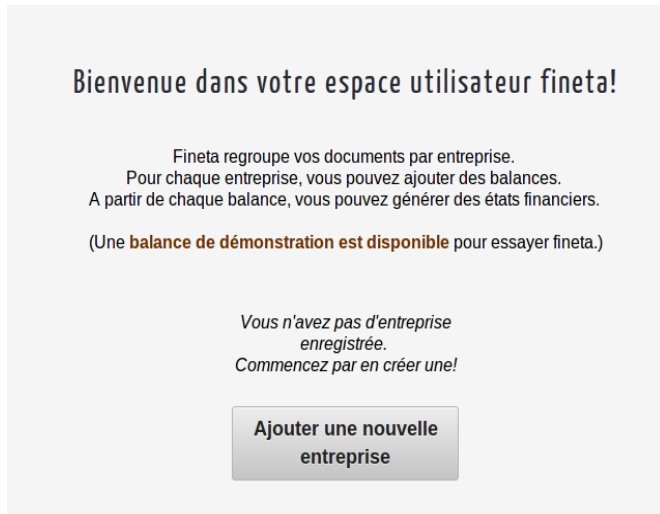 Bienvenue dans votre espace utilisateur fineta!
Fineta regroupe vos documents par entreprise.
Pour chaque entreprise, vous pouvez ajouter des balances.
A partir de chaque balance, vous pouvez générer des états financiers.
(Une balance de démonstration est disponible pour essayer fineta.)
Vous n'avez pas d'entreprise
enregistrée.
Commencez par en créer une!
Ajouter une nouvelle
entreprise